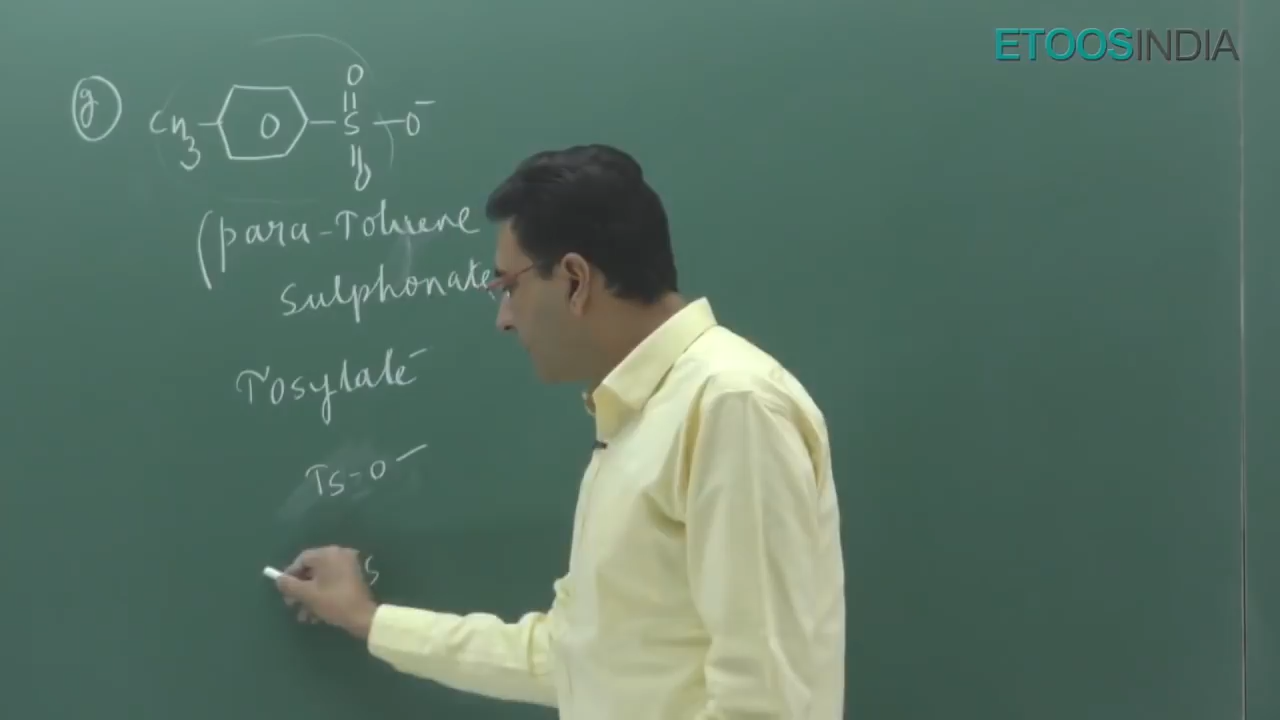 ETOOSINDIA
g
CH3 O S O O O-
(para-Toluene
Sulphonate
Tosylate-
Ts-O-
s